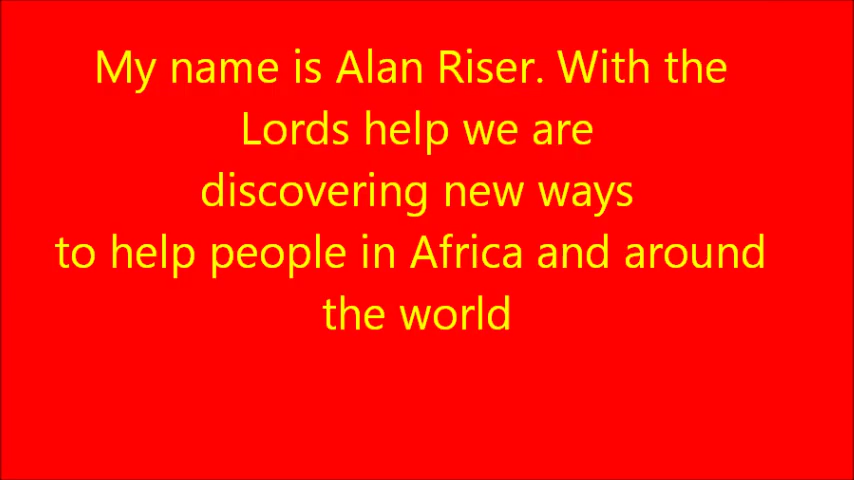 My name is Alan Riser. With the
Lords help we are
discovering new ways
to help people in Africa and around
the world